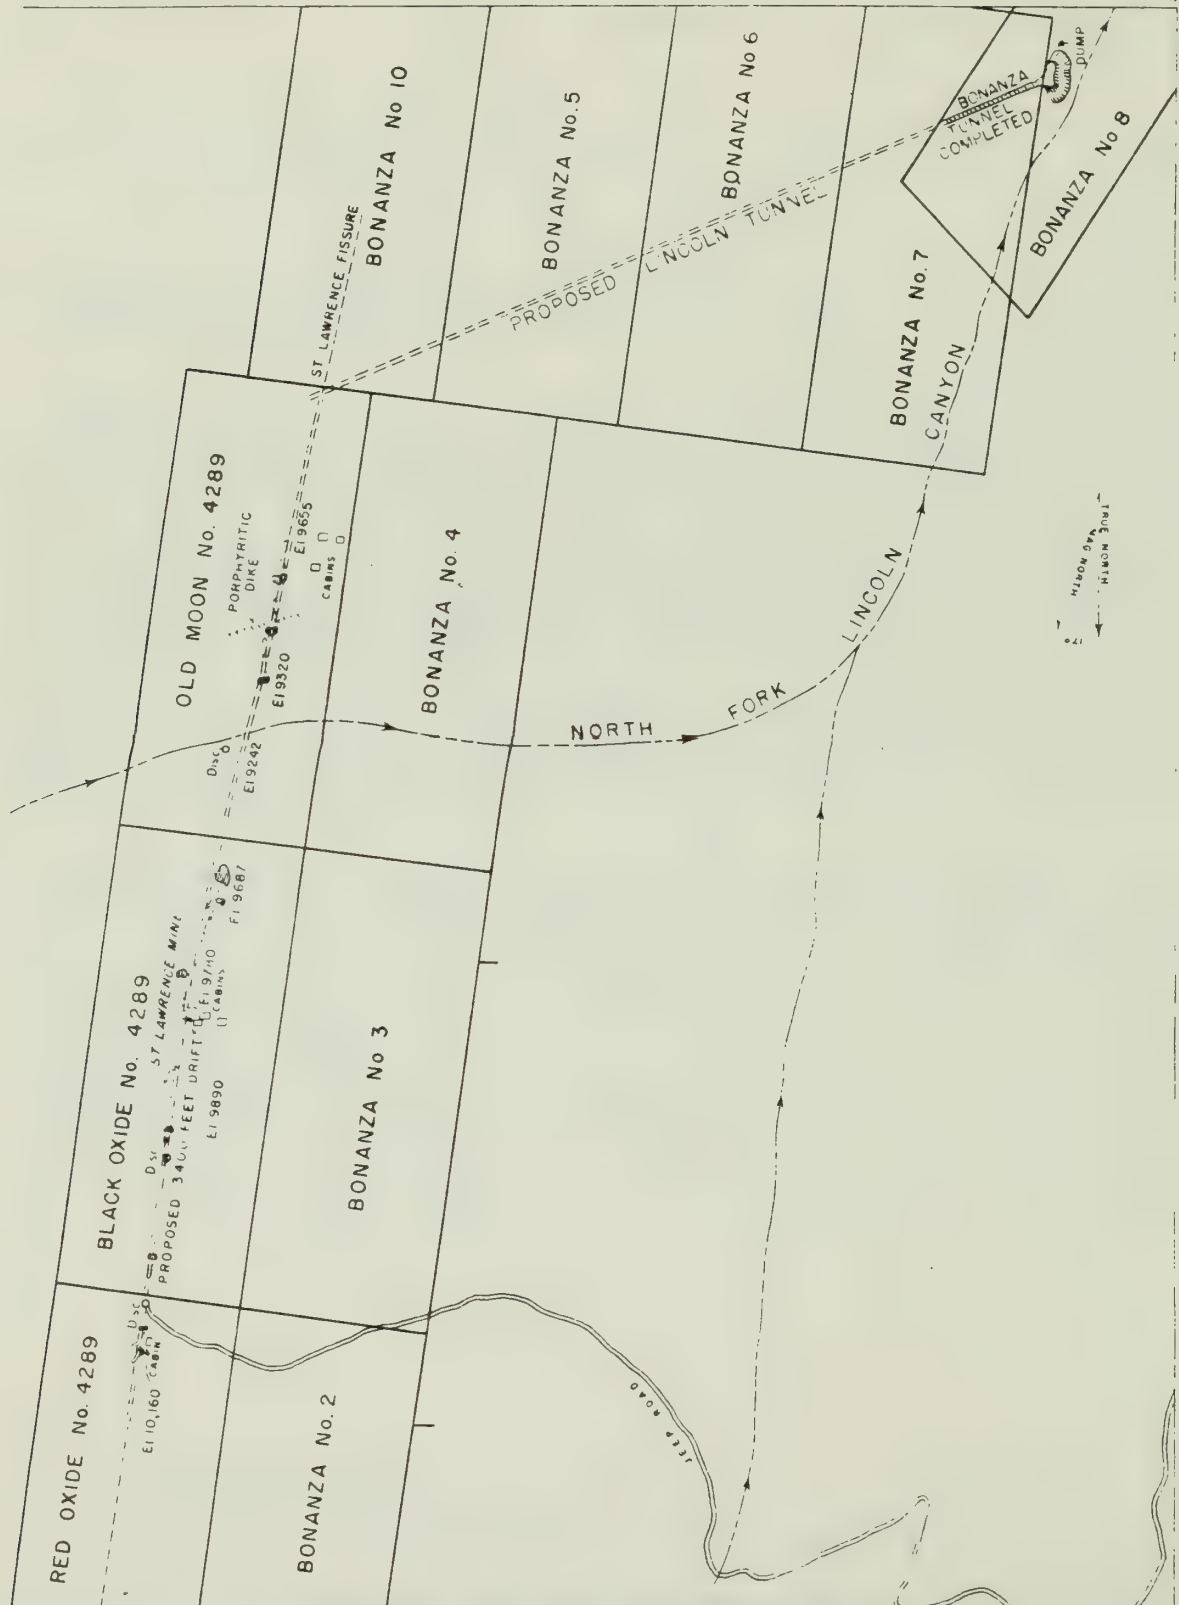 BONANZA No 10
BONANZA No. 5
BONANZA No 6
BONANZA TUNNEL
COMPLETED
DUMP
BONANZA No 8
ST LAWRENCE FISSURE
PROPOSED LINCOLN TUNNEL
BONANZA No. 7
OLD MOON No. 4289
PORPHYRITIC
DIKE
El 9655
CABINS
El 9320
Disc
El 9242
BONANZA No. 4
NORTH FORK LINCOLN CANYON
TRUE NORTH
MAG NORTH
BLACK OXIDE No. 4289
ST LAWRENCE MINE
El 9687
CABINS
Disc
PROPOSED 3400 FEET DRIFT
El 9890
BONANZA No 3
RED OXIDE No. 4289
Disc
El 10,160 CABIN
BONANZA No. 2
JEEP ROAD